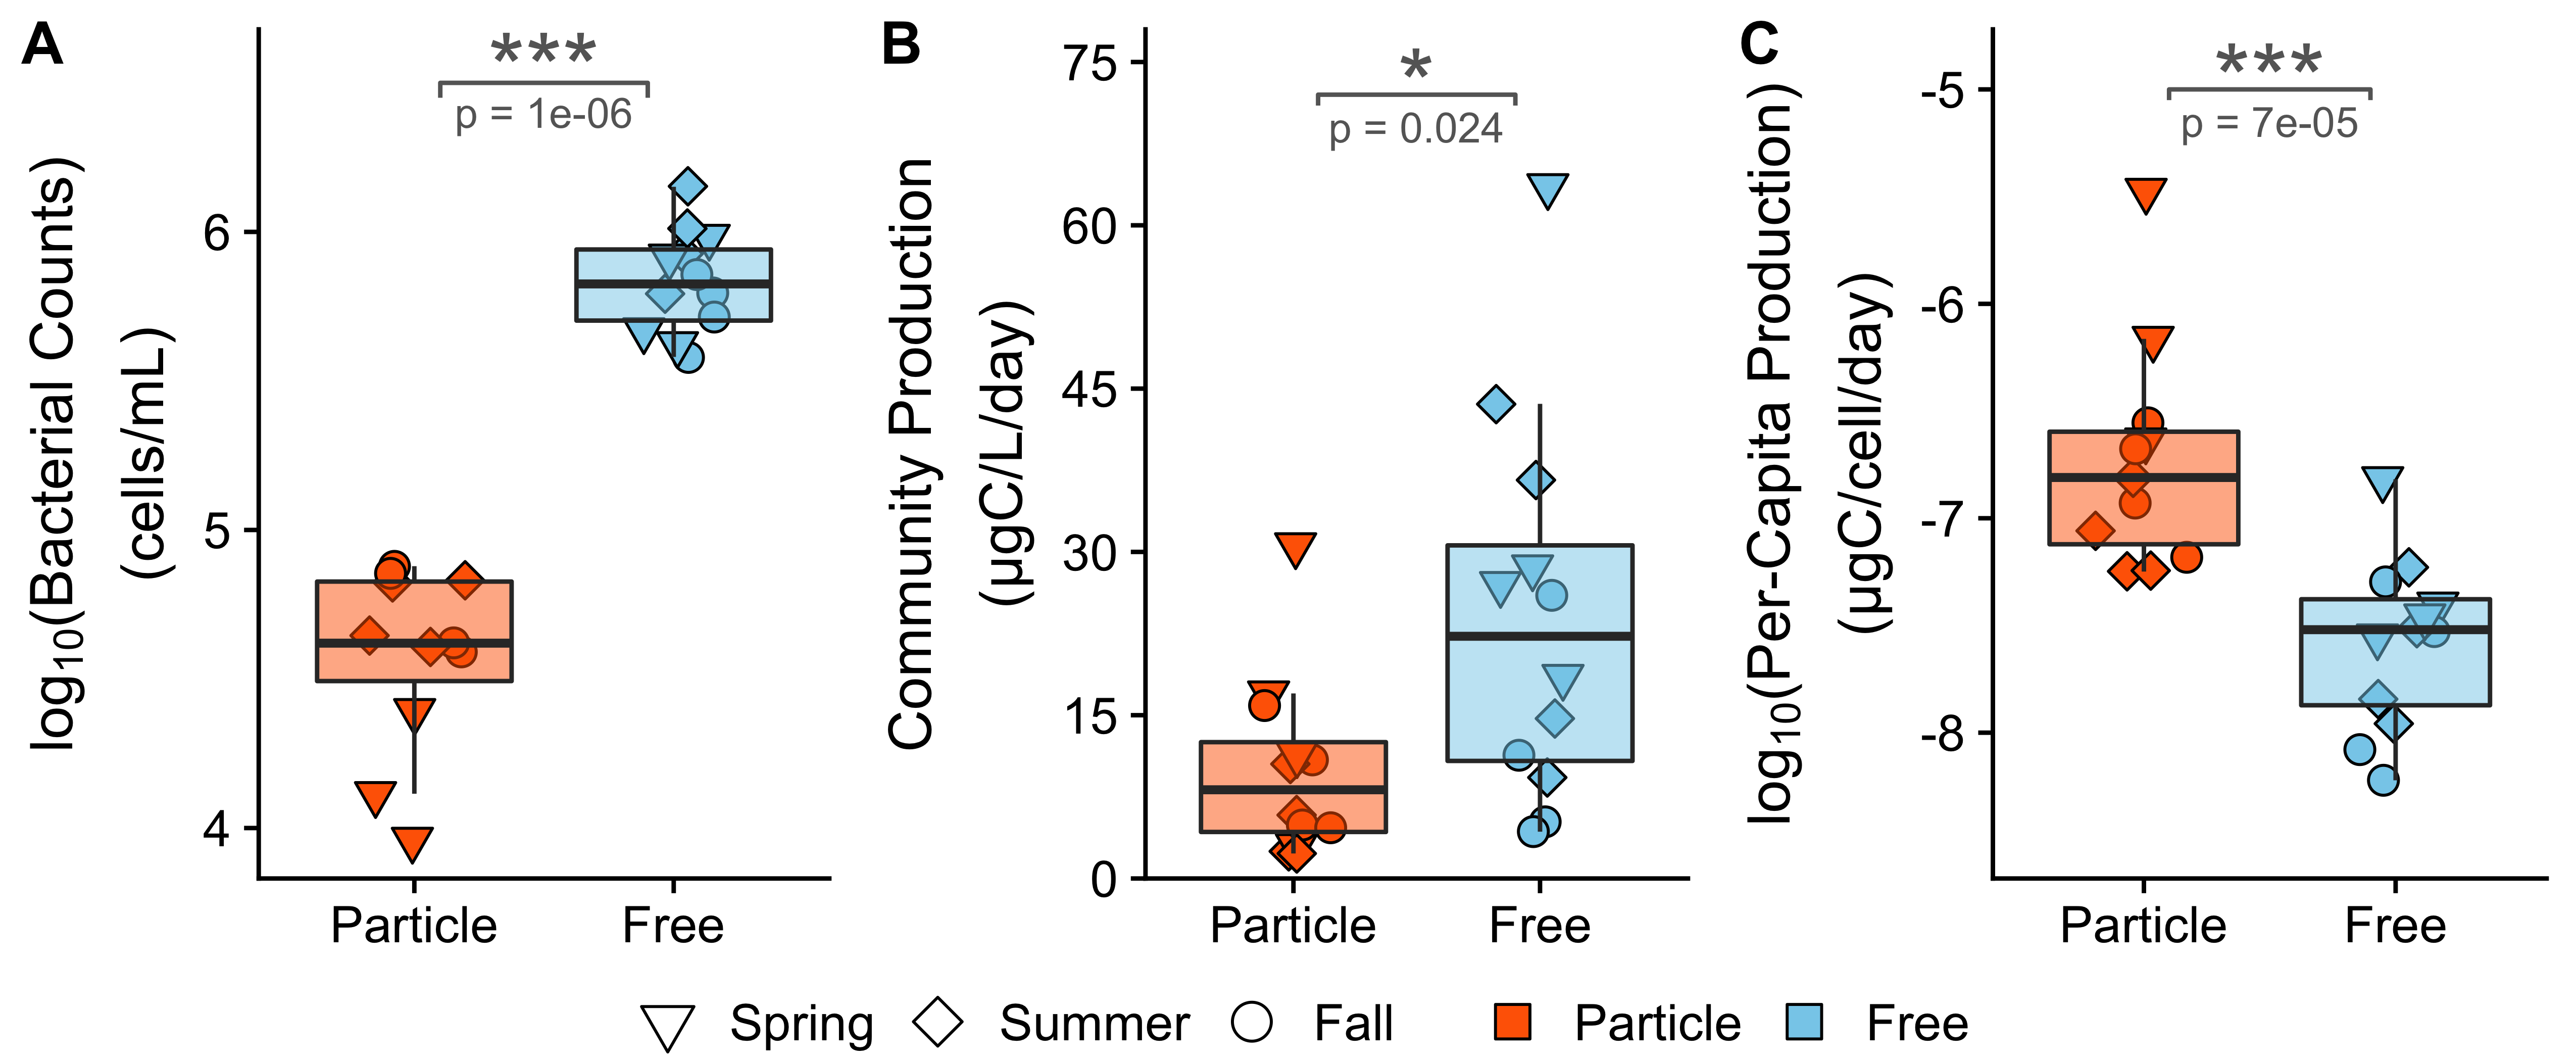 A
***
p = 1e-06
log10(Bacterial Counts)
(cells/mL)
6
5
4
Particle
Free
B
*
p = 0.024
Community Production
(µgC/L/day)
75
60
45
30
15
0
Particle
Free
C
***
p = 7e-05
log10(Per-Capita Production)
(µgC/cell/day)
-5
-6
-7
-8
Particle
Free
Spring Summer Fall Particle Free